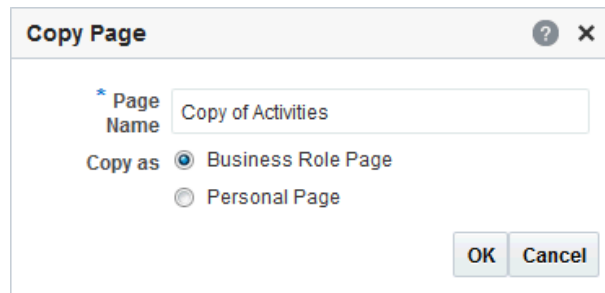 Copy Page ?
* Page Name Copy of Activities
Copy as Business Role Page
Personal Page
OK Cancel